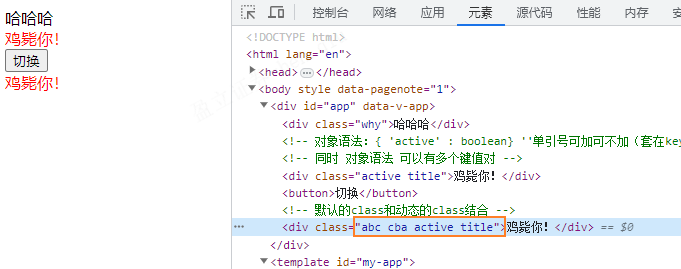 哈哈哈
鸡毙你!
切换
鸡毙你!
控制台 网络 应用 元素 源代码 性能 内存
<!DOCTYPE html>
<html lang="en">
<head> ••• </head>
<body style data-pagenote="1">
<div id="app" data-v-app>
<div class="why">哈哈哈</div>
<!-- 对象语法：{ 'active' : boolean} ''单引号可加可不加（套在key
<!-- 同时 对象语法 可以有多个键值对 -->
<div class="active title">鸡毙你！</div>
<button>切换</button>
<!-- 默认的class和动态的class结合 -->
••• <div class="abc cba active title">鸡毙你！</div> == $0
</div>
<template id="my-app">